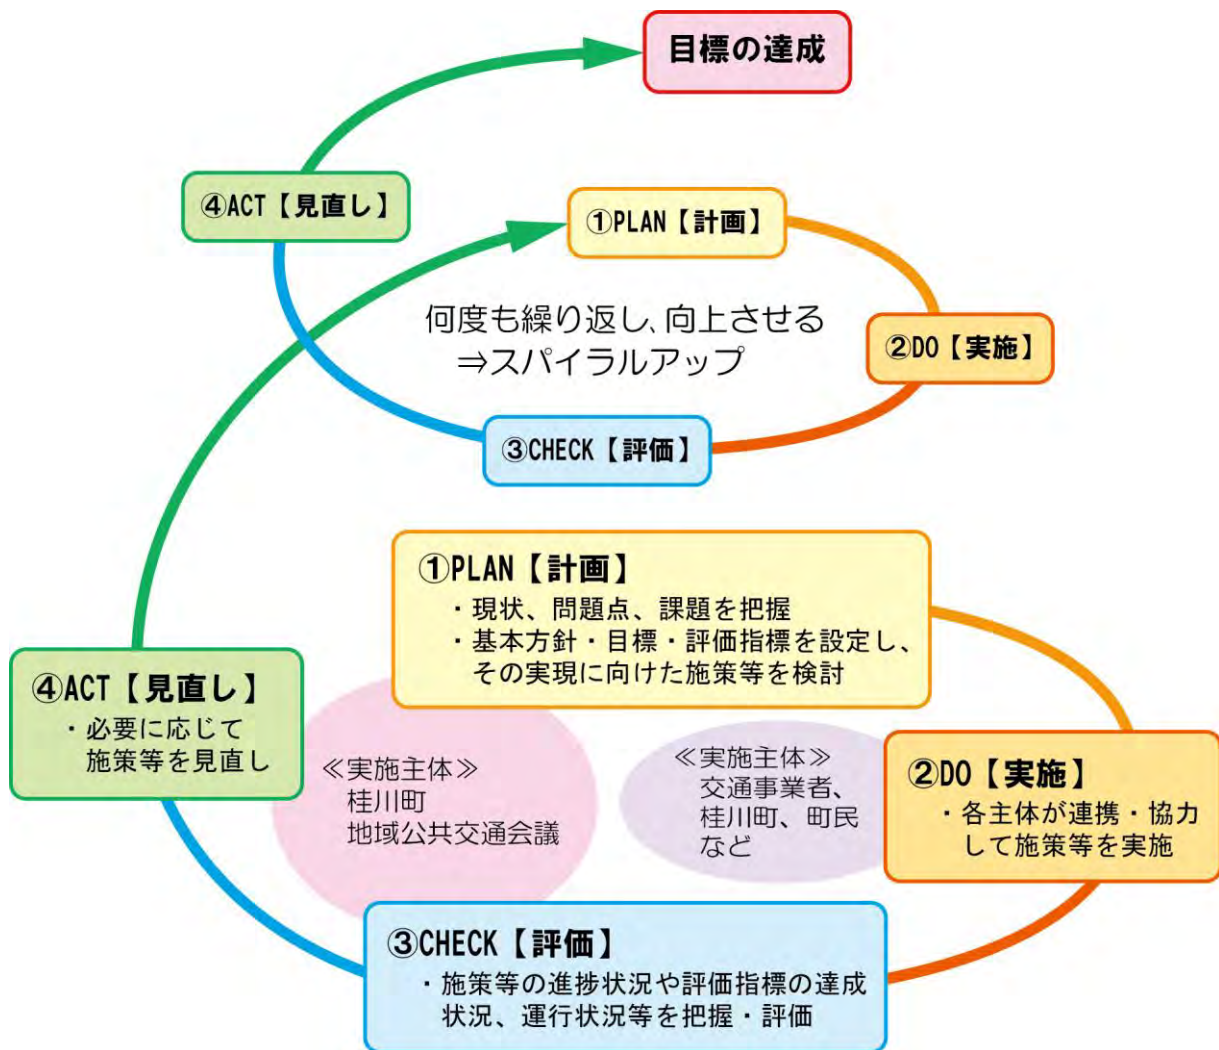 目標の達成
④ACT【見直し】
①PLAN【計画】
何度も繰り返し、向上させる
⇒スパイラルアップ
②DO【実施】
③CHECK【評価】
①PLAN【計画】
・現状、問題点、課題を把握
・基本方針・目標・評価指標を設定し、
その実現に向けた施策等を検討
④ACT【見直し】
・必要に応じて
施策等を見直し
≪実施主体≫
桂川町
地域公共交通会議
≪実施主体≫
交通事業者、
桂川町、町民
など
②DO【実施】
・各主体が連携・協力
して施策等を実施
③CHECK【評価】
・施策等の進捗状況や評価指標の達成
状況、運行状況等を把握・評価